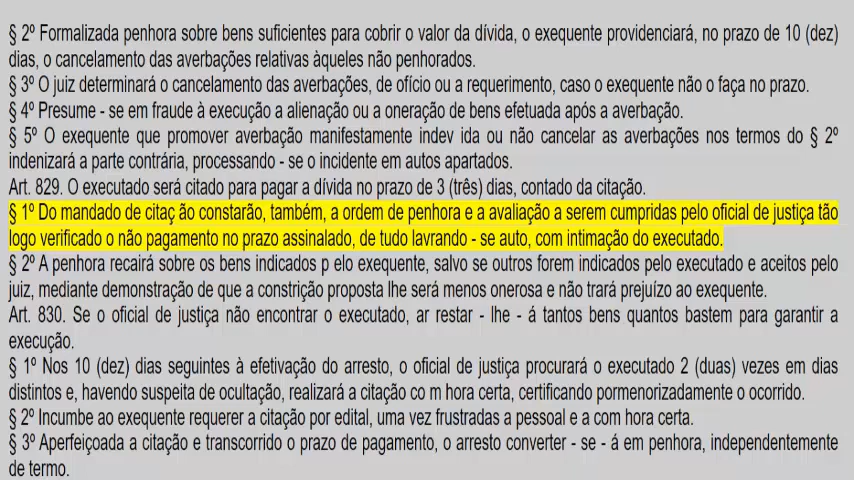 § 2º Formalizada penhora sobre bens suficientes para cobrir o valor da dívida, o exequente providenciará, no prazo de 10 (dez)
dias, o cancelamento das averbações relativas àqueles não penhorados.
§ 3º O juiz determinará o cancelamento das averbações, de ofício ou a requerimento, caso o exequente não o faça no prazo.
§ 4º Presume - se em fraude à execução a alienação ou a oneração de bens efetuada após a averbação.
§ 5º O exequente que promover averbação manifestamente indev ida ou não cancelar as averbações nos termos do § 2º
indenizará a parte contrária, processando - se o incidente em autos apartados.
Art. 829. O executado será citado para pagar a dívida no prazo de 3 (três) dias, contado da citação.
§ 1º Do mandado de citaç ão constarão, também, a ordem de penhora e a avaliação a serem cumpridas pelo oficial de justiça tão
logo verificado o não pagamento no prazo assinalado, de tudo lavrando - se auto, com intimação do executado.
§ 2º A penhora recairá sobre os bens indicados p elo exequente, salvo se outros forem indicados pelo executado e aceitos pelo
juiz, mediante demonstração de que a constrição proposta lhe será menos onerosa e não trará prejuízo ao exequente.
Art. 830. Se o oficial de justiça não encontrar o executado, ar restar - lhe - á tantos bens quantos bastem para garantir a
execução.
§ 1º Nos 10 (dez) dias seguintes à efetivação do arresto, o oficial de justiça procurará o executado 2 (duas) vezes em dias
distintos e, havendo suspeita de ocultação, realizará a citação co m hora certa, certificando pormenorizadamente o ocorrido.
§ 2º Incumbe ao exequente requerer a citação por edital, uma vez frustradas a pessoal e a com hora certa.
§ 3º Aperfeiçoada a citação e transcorrido o prazo de pagamento, o arresto converter - se - á em penhora, independentemente
de termo.